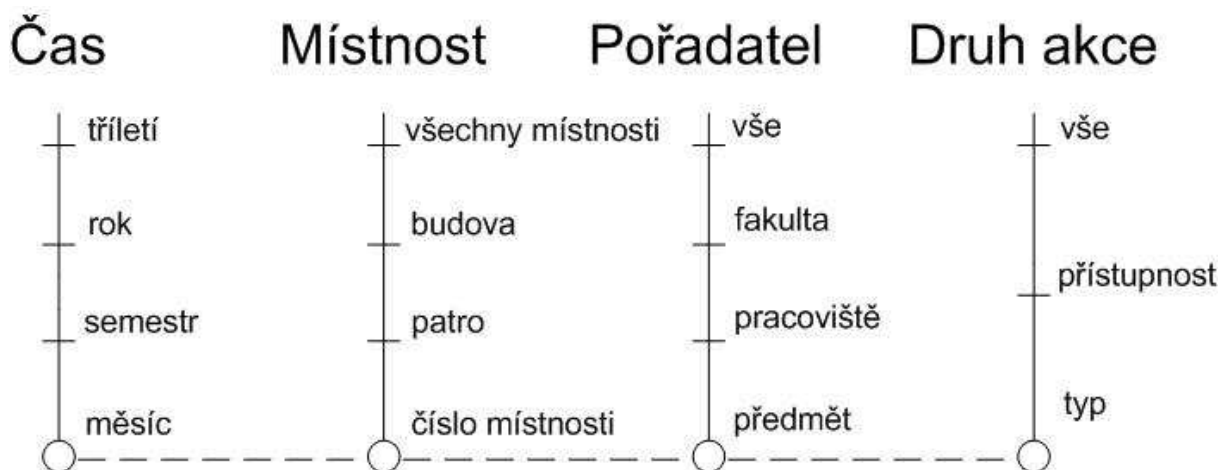 Čas Místnost Pořadatel Druh akce
tříletí všechny místnosti vše vše
rok budova fakulta
přístupnost
semestr patro pracoviště
měsíc číslo místnosti předmět typ